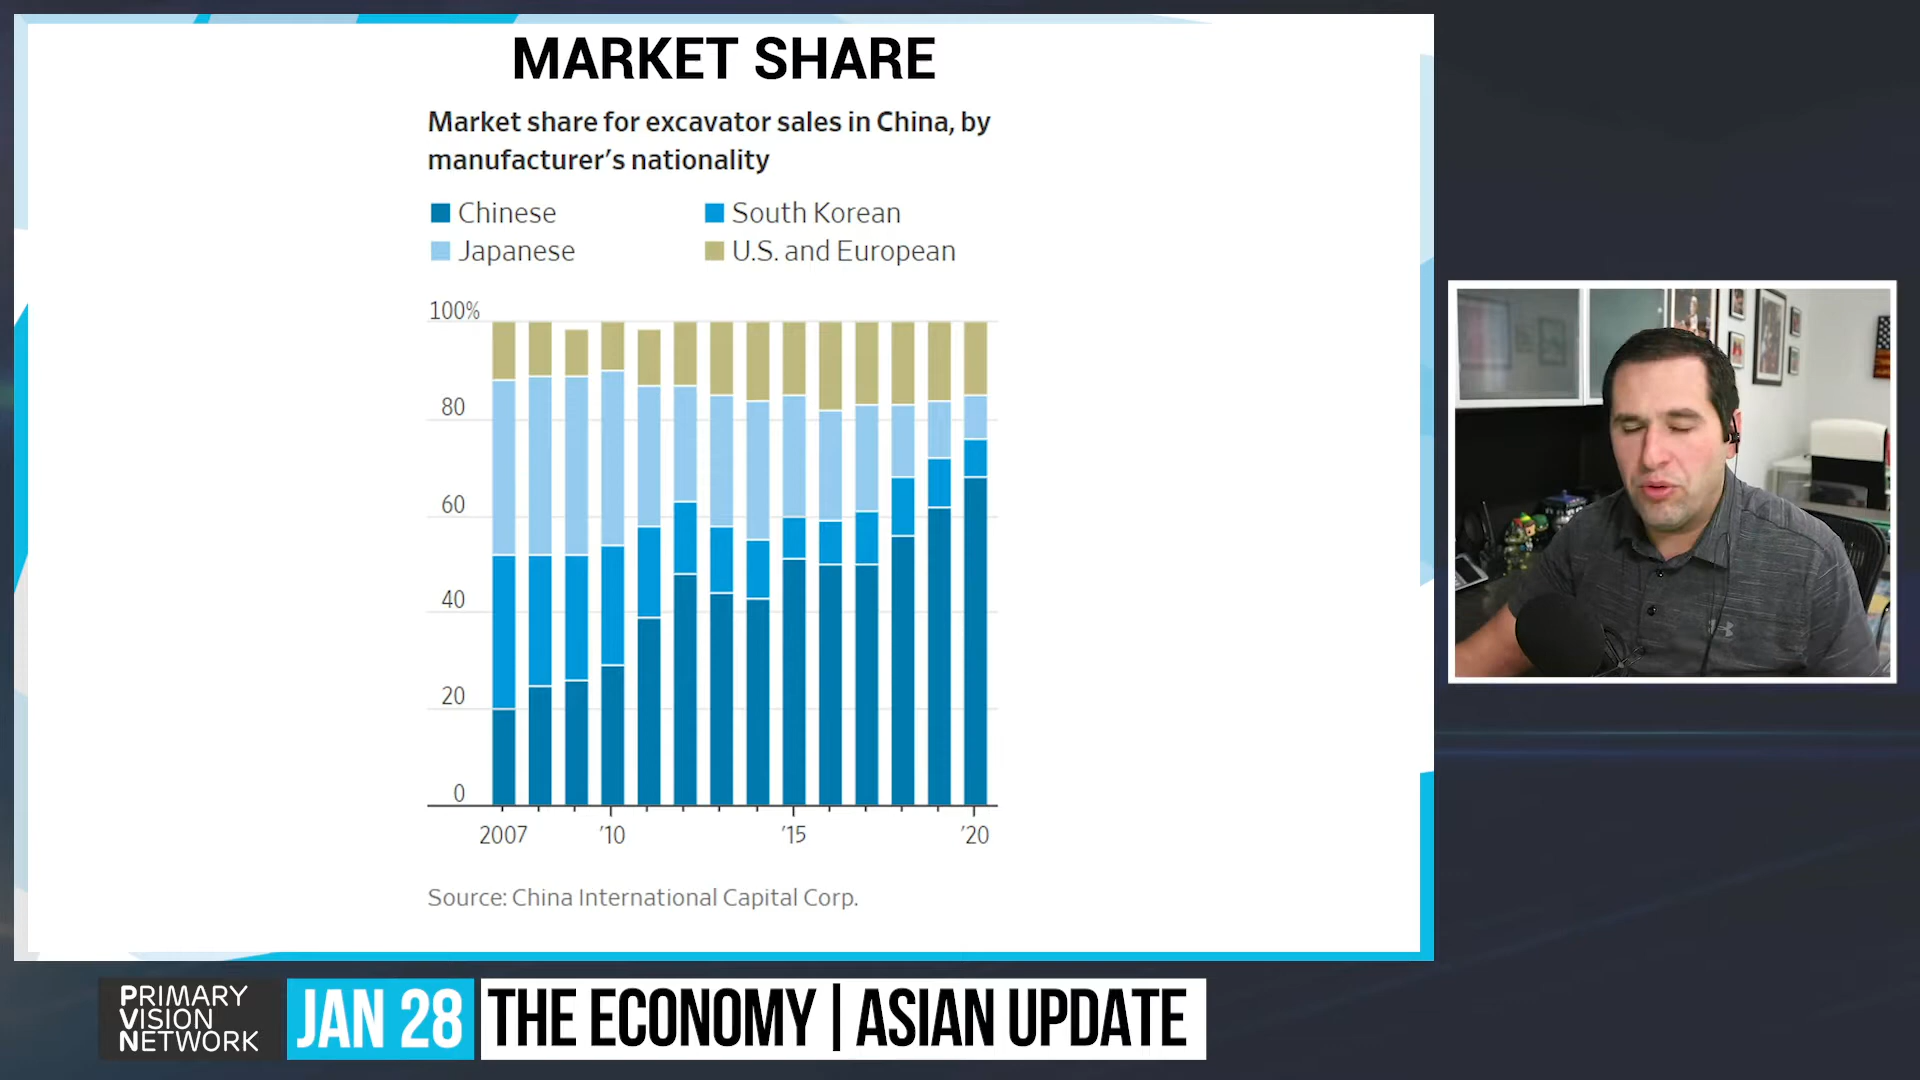 MARKET SHARE
Market share for excavator sales in China, by
manufacturer's nationality
Chinese
South Korean
Japanese
U.S. and European
100%
80
60
40
20
0
2007
'10
'15
'20
Source: China International Capital Corp.
PRIMARY
VISION
NETWORK
JAN 28
THE ECONOMY | ASIAN UPDATE